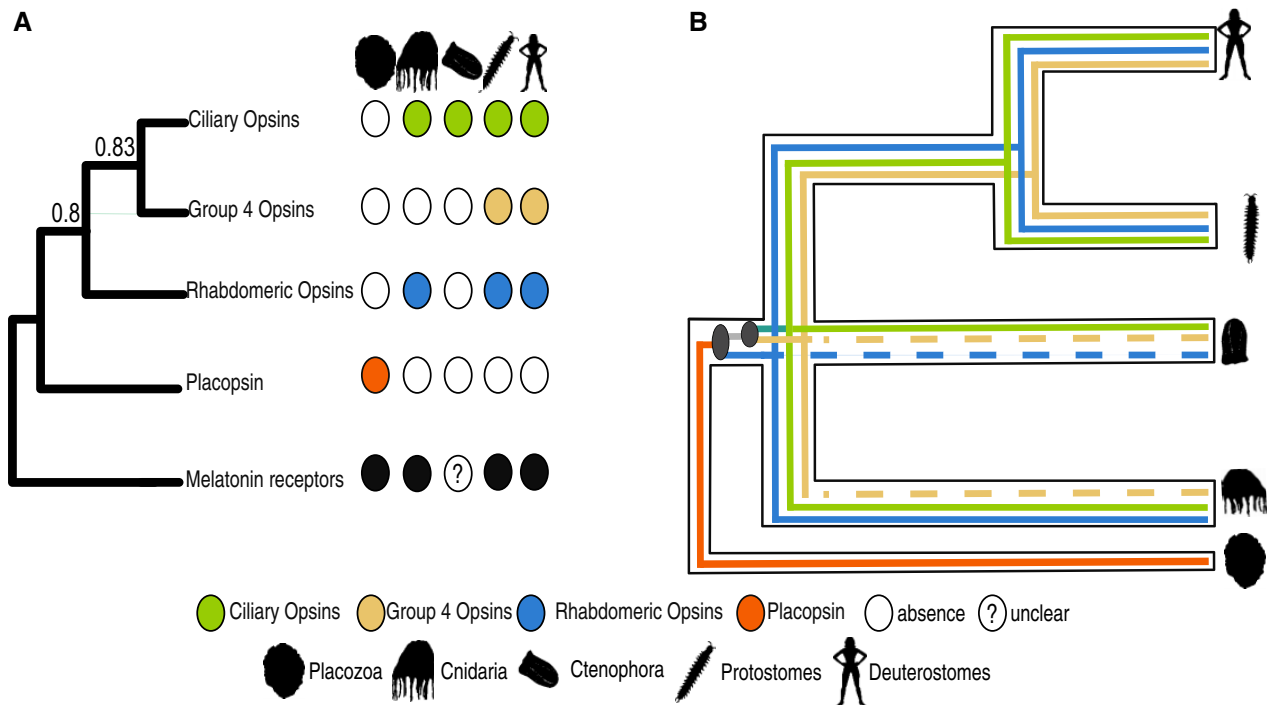 A
B
Ciliary Opsins
0.83
Group 4 Opsins
0.8
Rhabdomeric Opsins
Placopsin
Melatonin receptors
?
Ciliary Opsins Group 4 Opsins Rhabdomeric Opsins Placopsin absence ? unclear
Placozoa Cnidaria Ctenophora Protostomes Deuterostomes